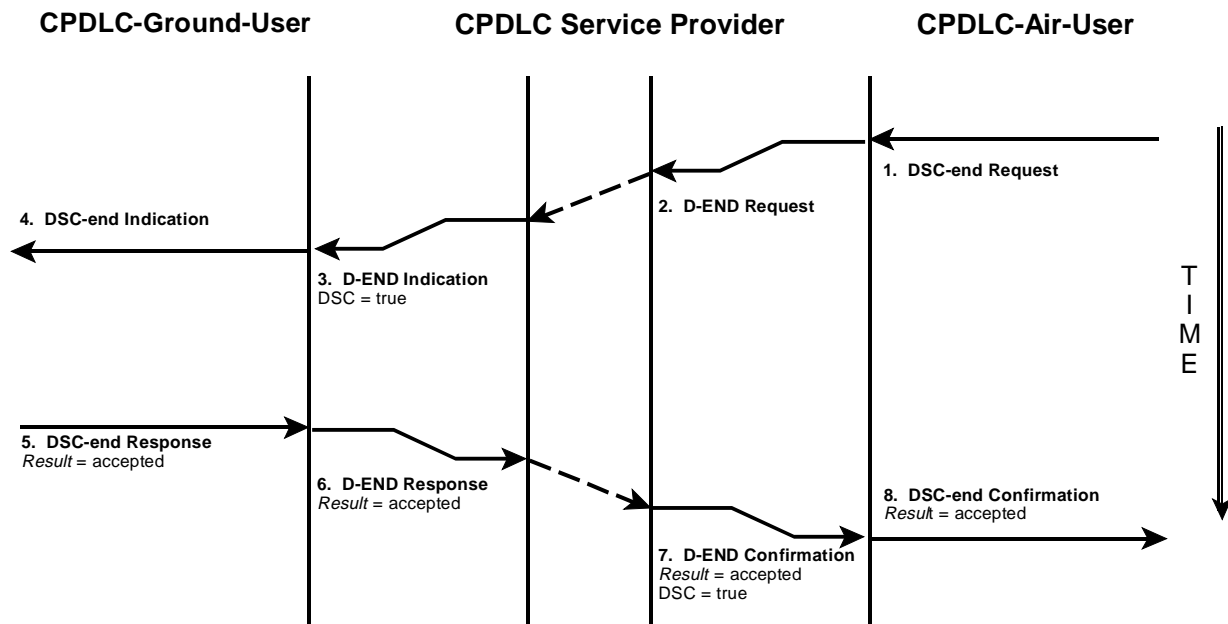 CPDLC-Ground-User
CPDLC Service Provider
CPDLC-Air-User
1. DSC-end Request
2. D-END Request
4. DSC-end Indication
3. D-END Indication
DSC = true
T
I
M
E
5. DSC-end Response
Result = accepted
6. D-END Response
Result = accepted
8. DSC-end Confirmation
Result = accepted
7. D-END Confirmation
Result = accepted
DSC = true